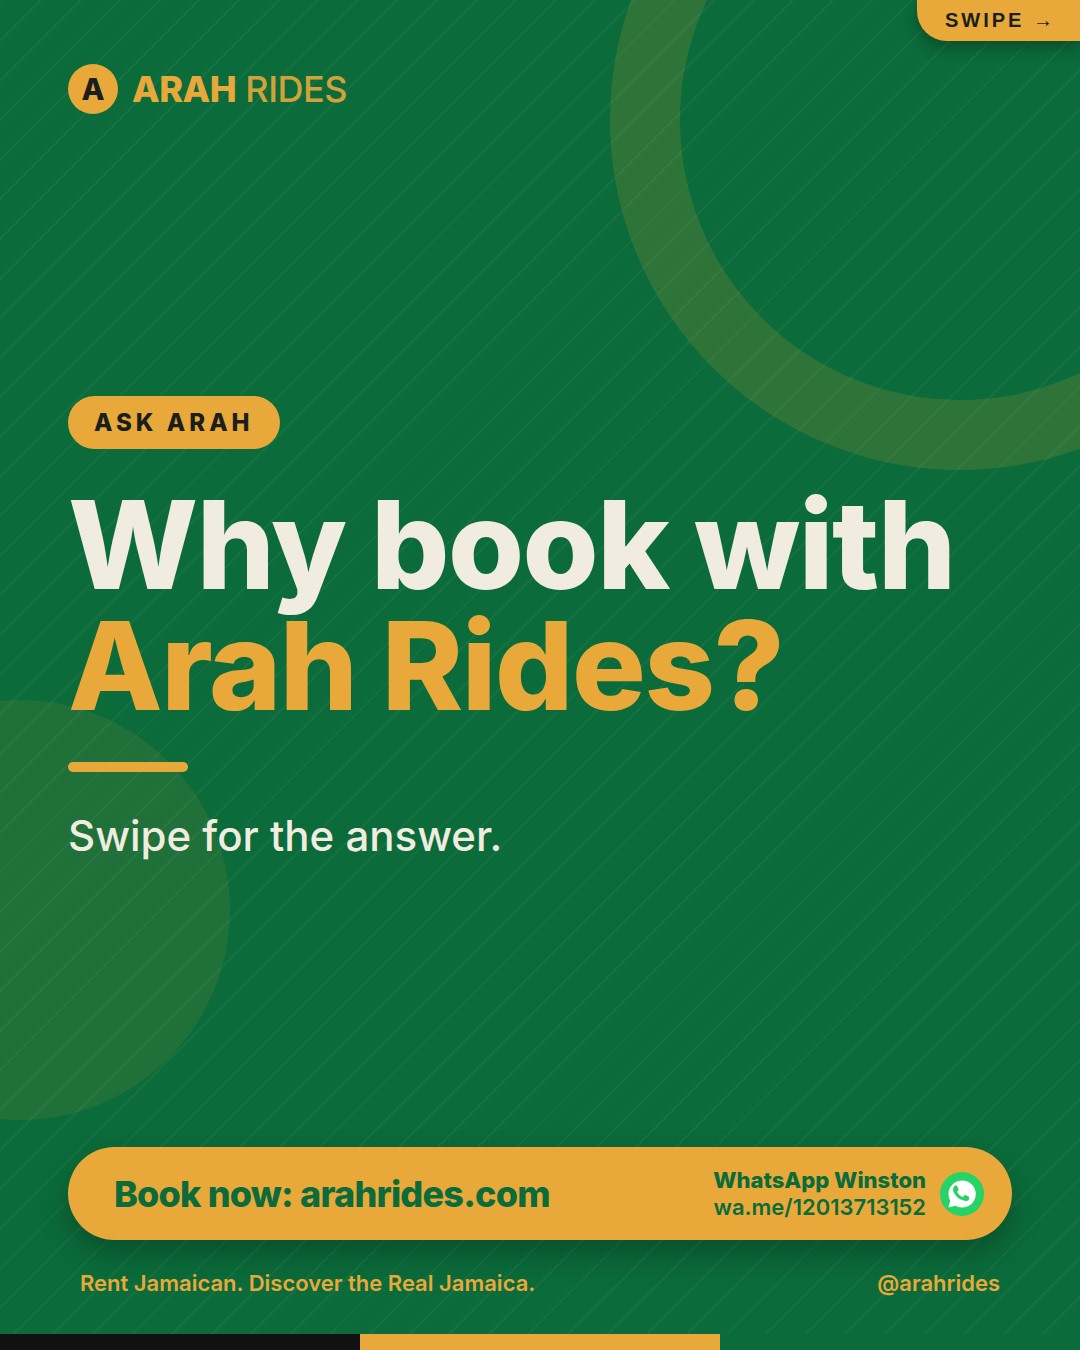 SWIPE →
A ARAH RIDES
ASK ARAH
Why book with
Arah Rides?
Swipe for the answer.
Book now: arahrides.com
WhatsApp Winston
wa.me/12013713152
Rent Jamaican. Discover the Real Jamaica.
@arahrides